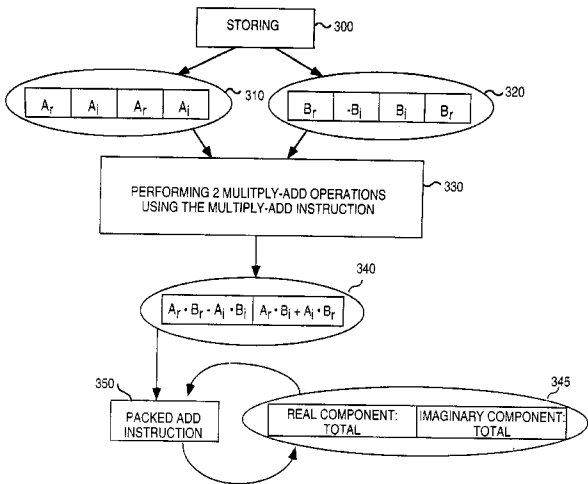 STORING
300
310
320
A_r A_i A_r A_i
B_r -B_i B_i B_r
PERFORMING 2 MULITPLY-ADD OPERATIONS
USING THE MULTIPLY-ADD INSTRUCTION
330
340
A_r • B_r - A_i • B_i A_r • B_i + A_i • B_r
350
345
PACKED ADD
INSTRUCTION
REAL COMPONENT:
TOTAL
IMAGINARY COMPONENT:
TOTAL